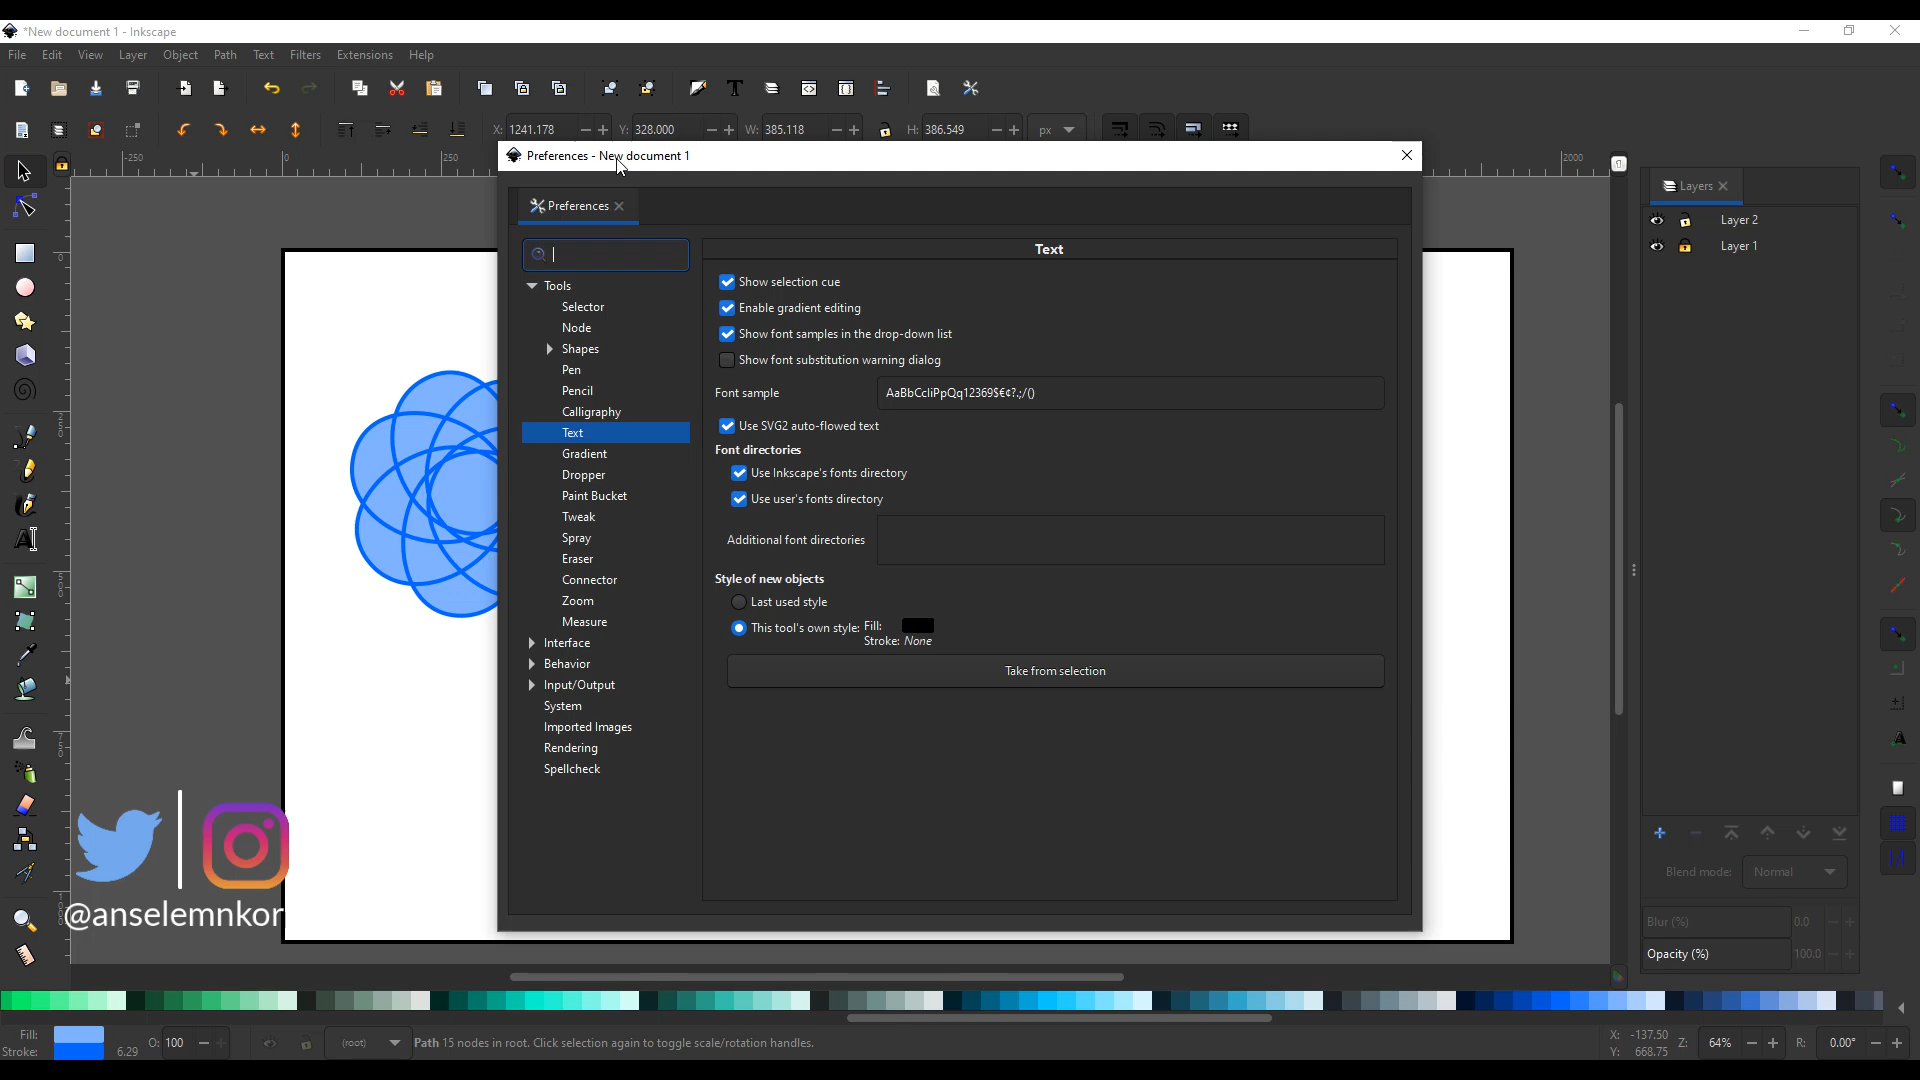 *New document 1 - Inkscape
File Edit View Layer Object Path Text Filters Extensions Help
X: 1241.178 Y: 328.000 W: 385.118 H: 386.549 px
-250 0 250 2000
Preferences - New document 1
Preferences
Text
Tools
Selector
Node
Shapes
Pen
Pencil
Calligraphy
Text
Gradient
Dropper
Paint Bucket
Tweak
Spray
Eraser
Connector
Zoom
Measure
Interface
Behavior
Input/Output
System
Imported Images
Rendering
Spellcheck
Show selection cue
Enable gradient editing
Show font samples in the drop-down list
Show font substitution warning dialog
Font sample AaBbCcIiPpQq12369$€¢?.;/()
Use SVG2 auto-flowed text
Font directories
Use Inkscape's fonts directory
Use user's fonts directory
Additional font directories
Style of new objects
Last used style
This tool's own style: Fill:
Stroke: None
Take from selection
Layers
Layer 2
Layer 1
Blend mode: Normal
Blur (%) 0.0
Opacity (%) 100.0
0
250
500
750
@anselemnkor
Fill:
Stroke: 6.29 O: 100 (root) Path 15 nodes in root. Click selection again to toggle scale/rotation handles.
X: -137.50
Y: 668.75
Z: 64% R: 0.00°